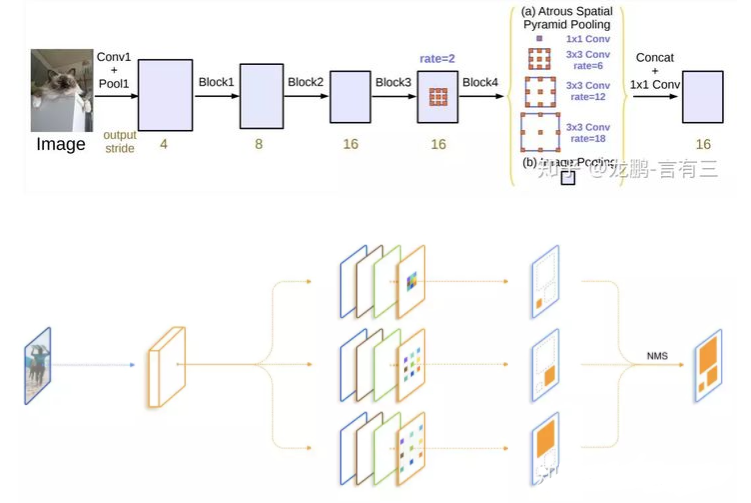 (a) Atrous Spatial
Pyramid Pooling
1x1 Conv
3x3 Conv
rate=6
3x3 Conv
rate=12
3x3 Conv
rate=18
(b) Image Pooling
Conv1
+
Pool1
Block1
Block2
Block3
rate=2
Block4
Concat
+
1x1 Conv
Image
output
stride
4
8
16
16
16
知乎 @龙鹏-言有三
NMS